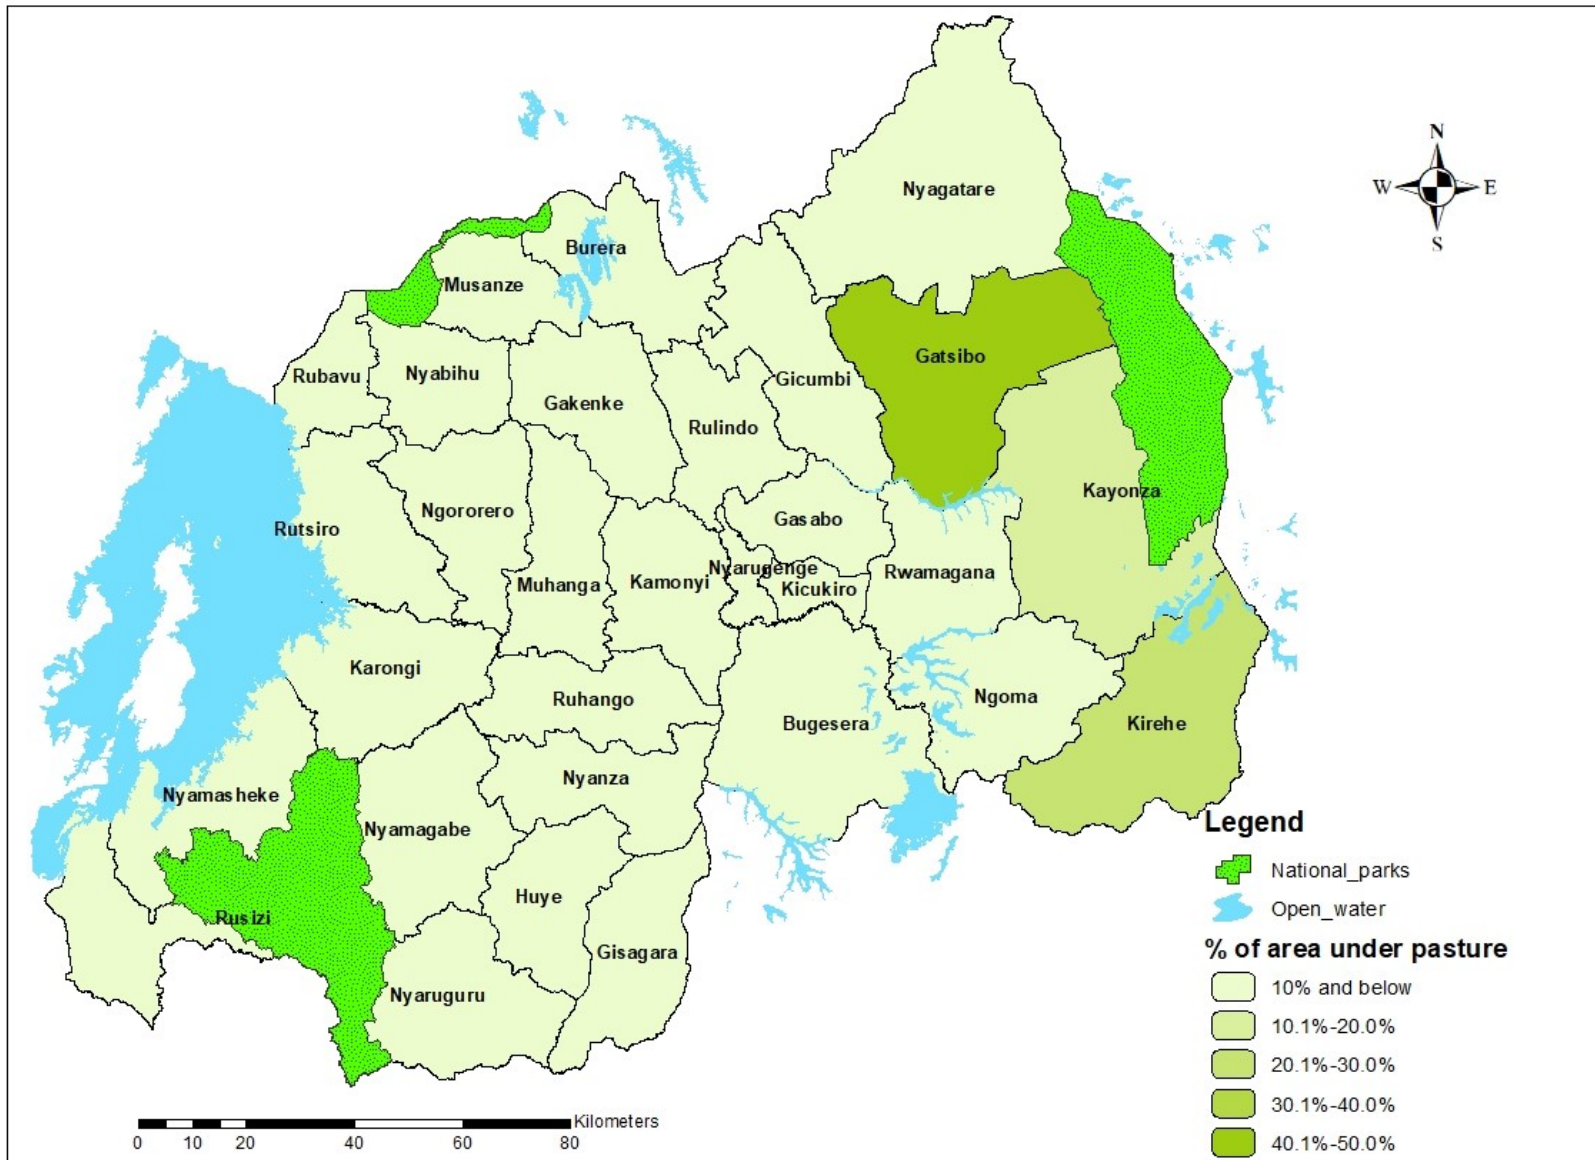 N
W E
S
Nyagatare
Burera
Musanze
Gatsibo
Rubavu
Nyabihu
Gicumbi
Gakenke
Rulindo
Kayonza
Ngororero
Gasabo
Rutsiro
Nyarugenge
Rwamagana
Muhanga
Kamonyi
Kicukiro
Karongi
Ruhango
Ngoma
Bugesera
Kirehe
Nyanza
Nyamasheke
Nyamagabe
Huye
Rusizi
Gisagara
Nyaruguru
Legend
National_parks
Open_water
% of area under pasture
10% and below
10.1%-20.0%
20.1%-30.0%
30.1%-40.0%
40.1%-50.0%
Kilometers
0 10 20 40 60 80